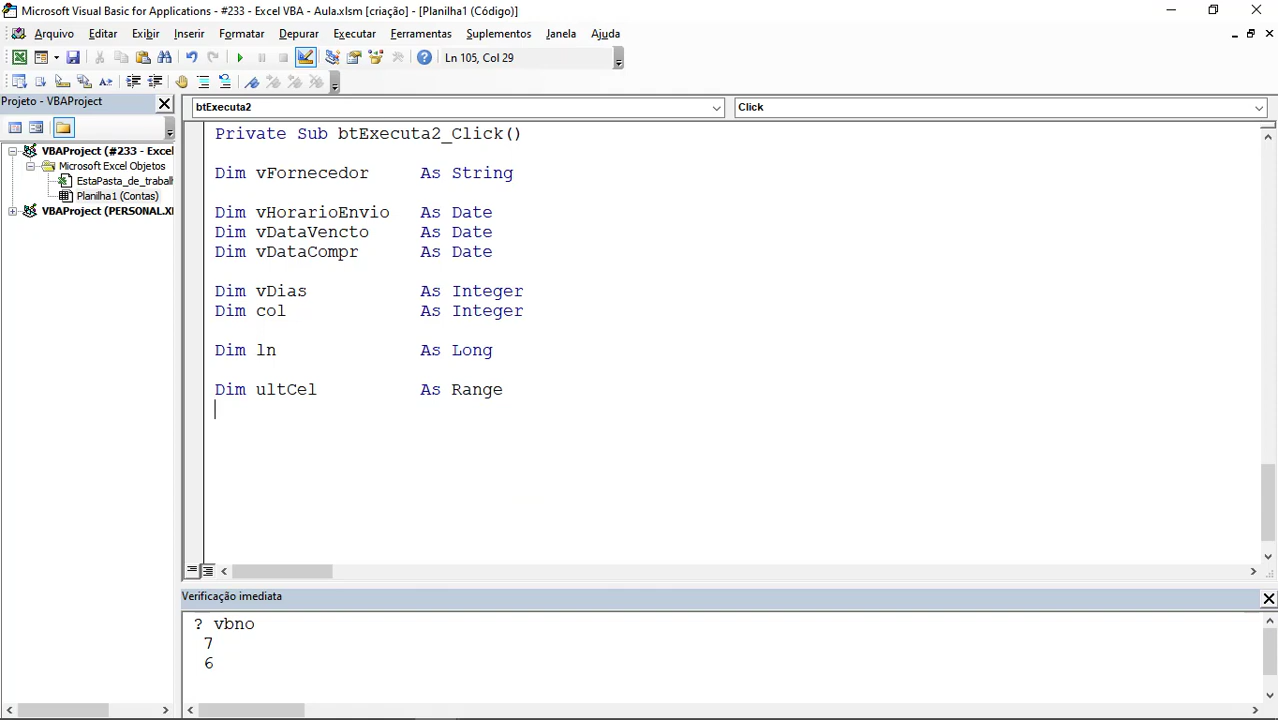 Microsoft Visual Basic for Applications - #233 - Excel VBA - Aula.xlsm [criação] - [Planilha1 (Código)]
Arquivo Editar Exibir Inserir Formatar Depurar Executar Ferramentas Suplementos Janela Ajuda
Ln 105, Col 29
Projeto - VBAProject
btExecuta2 Click
VBAProject (#233 - Excel
Microsoft Excel Objetos
EstaPasta_de_trabalh
Planilha1 (Contas)
VBAProject (PERSONAL.X
Private Sub btExecuta2_Click()
Dim vFornecedor As String
Dim vHorarioEnvio As Date
Dim vDataVencto As Date
Dim vDataCompr As Date
Dim vDias As Integer
Dim col As Integer
Dim ln As Long
Dim ultCel As Range
Verificação imediata
? vbno
7
6